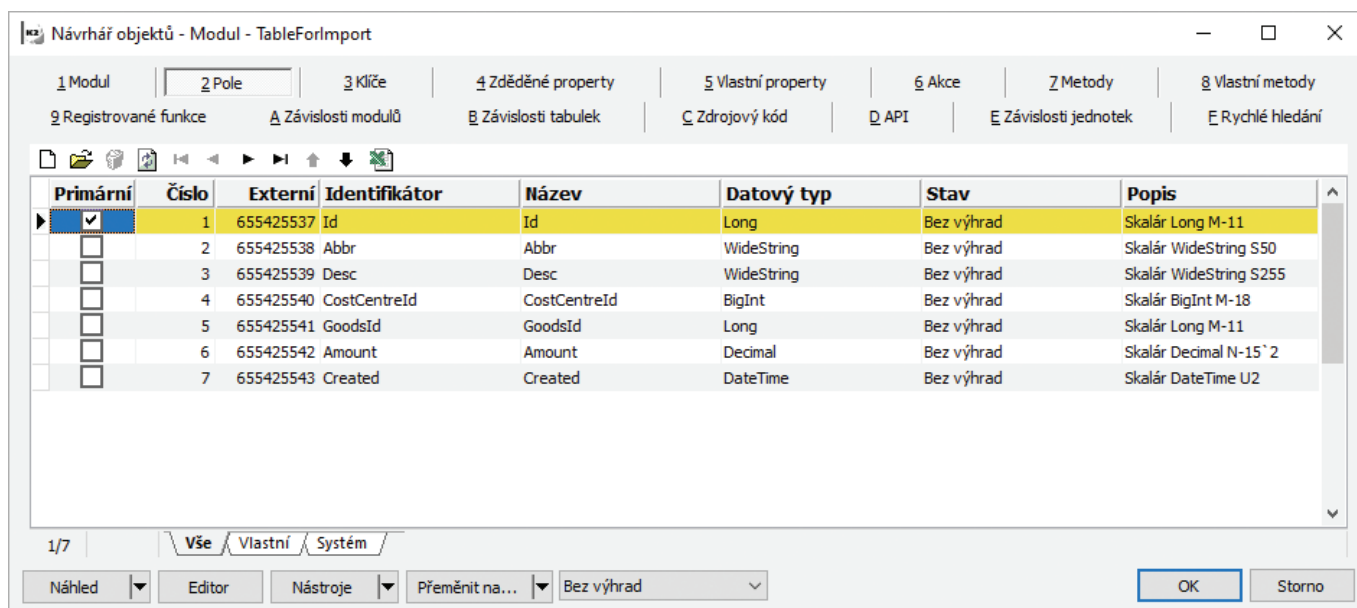 K2 Návrhář objektů - Modul - TableForImport
1 Modul 2 Pole 3 Klíče 4 Zděděné property 5 Vlastní property 6 Akce 7 Metody 8 Vlastní metody
9 Registrované funkce A Závislosti modulů B Závislosti tabulek C Zdrojový kód D API E Závislosti jednotek F Rychlé hledání
Primární Číslo Externí Identifikátor Název Datový typ Stav Popis
1 655425537 Id Id Long Bez výhrad Skalár Long M-11
2 655425538 Abbr Abbr WideString Bez výhrad Skalár WideString S50
3 655425539 Desc Desc WideString Bez výhrad Skalár WideString S255
4 655425540 CostCentreId CostCentreId BigInt Bez výhrad Skalár BigInt M-18
5 655425541 GoodsId GoodsId Long Bez výhrad Skalár Long M-11
6 655425542 Amount Amount Decimal Bez výhrad Skalár Decimal N-15`2
7 655425543 Created Created DateTime Bez výhrad Skalár DateTime U2
1/7 Vše Vlastní Systém
Náhled Editor Nástroje Přeměnit na... Bez výhrad OK Storno